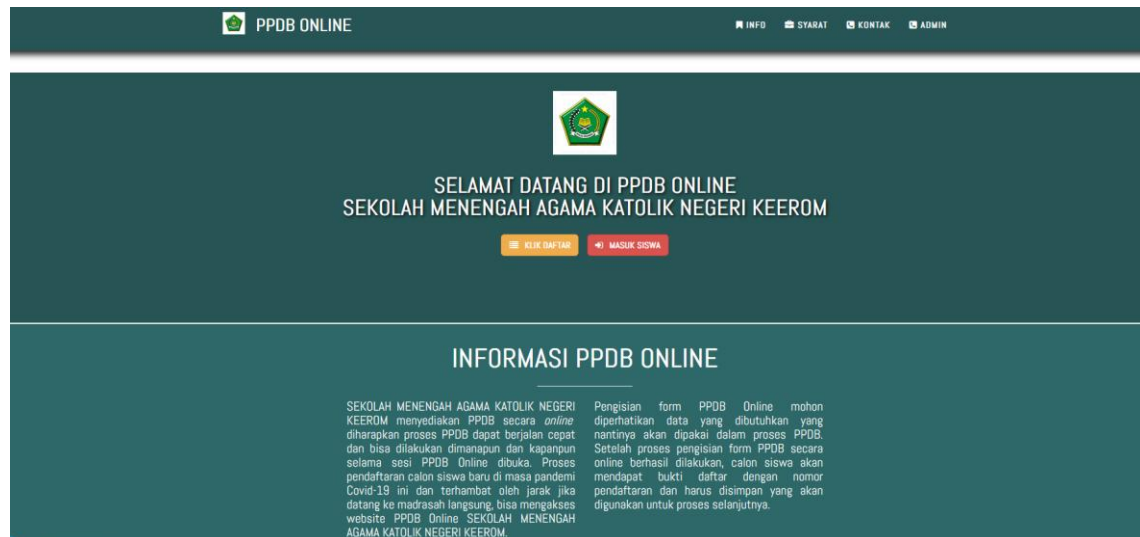 PPDB ONLINE
INFO SYARAT KONTAK ADMIN
SELAMAT DATANG DI PPDB ONLINE
SEKOLAH MENENGAH AGAMA KATOLIK NEGERI KEEROM
KLIK DAFTAR MASUK SISWA
INFORMASI PPDB ONLINE
SEKOLAH MENENGAH AGAMA KATOLIK NEGERI
KEEROM menyediakan PPDB secara online
diharapkan proses PPDB dapat berjalan cepat
dan bisa dilakukan dimanapun dan kapanpun
selama sesi PPDB Online dibuka. Proses
pendaftaran calon siswa baru di masa pandemi
Covid-19 ini dan terhambat oleh jarak jika
datang ke madrasah langsung, bisa mengakses
website PPDB Online SEKOLAH MENENGAH
AGAMA KATOLIK NEGERI KEEROM.
Pengisian form PPDB Online mohon
diperhatikan data yang dibutuhkan yang
nantinya akan dipakai dalam proses PPDB.
Setelah proses pengisian form PPDB secara
online berhasil dilakukan, calon siswa akan
mendapat bukti daftar dengan nomor
pendaftaran dan harus disimpan yang akan
digunakan untuk proses selanjutnya.